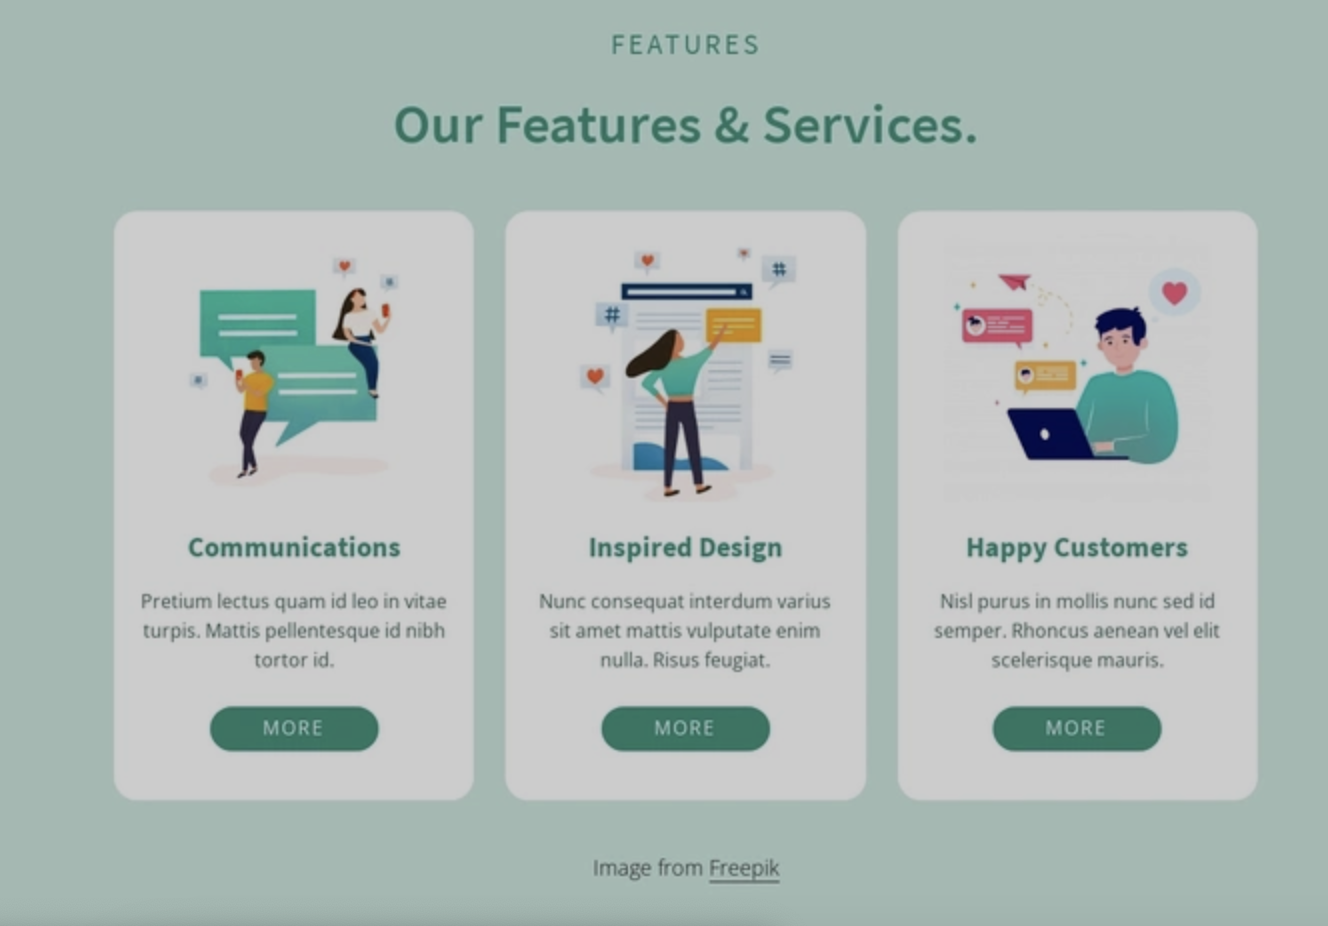 FEATURES
Our Features & Services.
Communications
Pretium lectus quam id leo in vitae
turpis. Mattis pellentesque id nibh
tortor id.
MORE
Inspired Design
Nunc consequat interdum varius
sit amet mattis vulputate enim
nulla. Risus feugiat.
MORE
Happy Customers
Nisl purus in mollis nunc sed id
semper. Rhoncus aenean vel elit
scelerisque mauris.
MORE
Image from Freepik